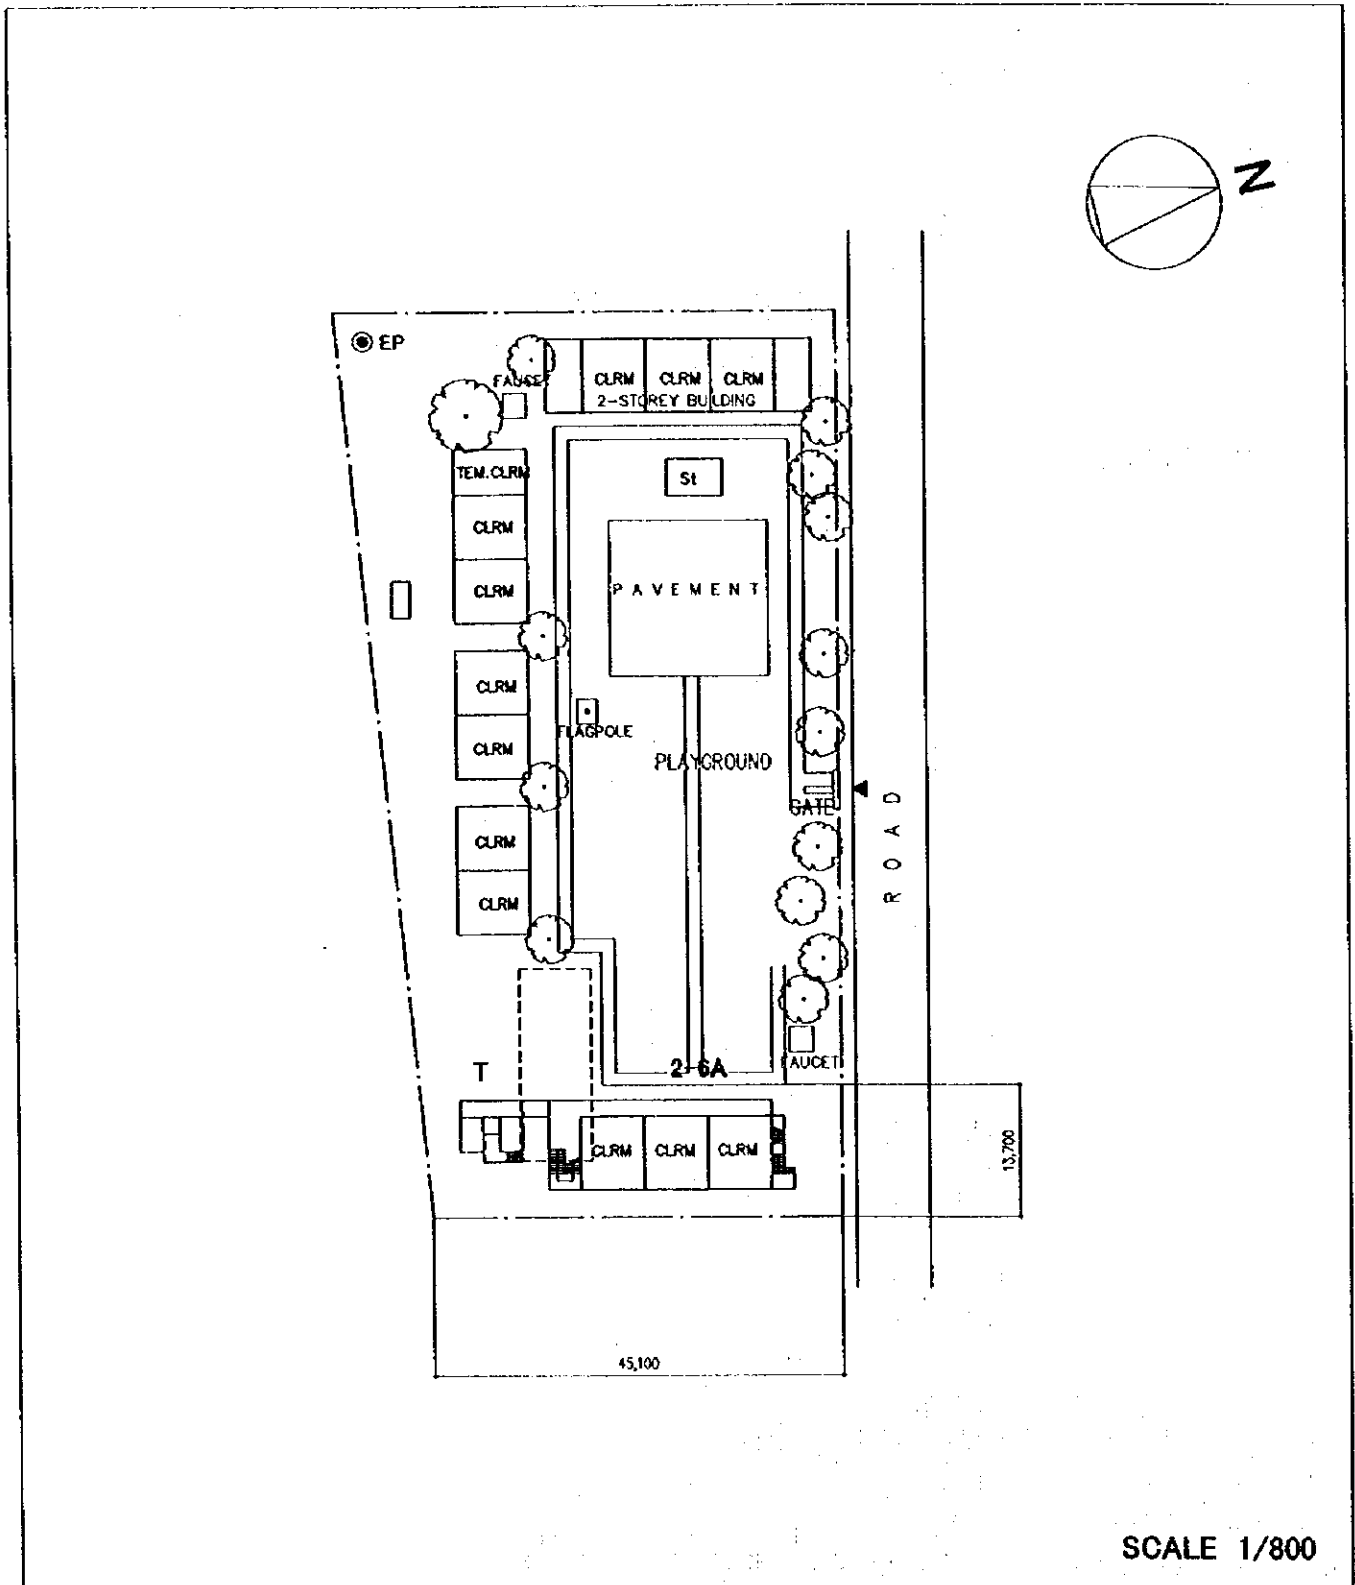 N
EP
FAUCET
CLRM CLRM CLRM
2-STOREY BUILDING
TEM.CLRM
St
CLRM
CLRM
PAVEMENT
CLRM
FLAGPOLE
CLRM
PLAYGROUND
GATE
ROAD
CLRM
CLRM
T
2-6A
FAUCET
CLRM CLRM CLRM
13,700
45,100
SCALE 1/800